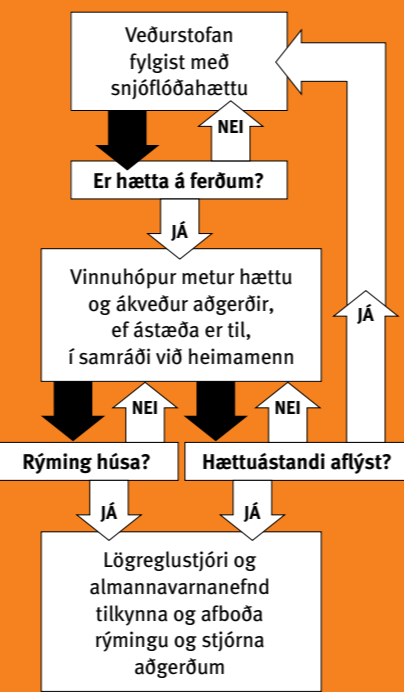 Veðurstofan
fylgist með
snjóflóðahættu
NEI
Er hætta á ferðum?
JÁ
Vinnuhópur metur hættu
og ákveður aðgerðir,
ef ástæða er til,
í samráði við heimamenn
JÁ
NEI
NEI
Rýming húsa?
Hættuástandi aflýst?
JÁ
JÁ
Lögreglustjóri og
almannavarnanefnd
tilkynna og afboða
rýmingu og stjórna
aðgerðum